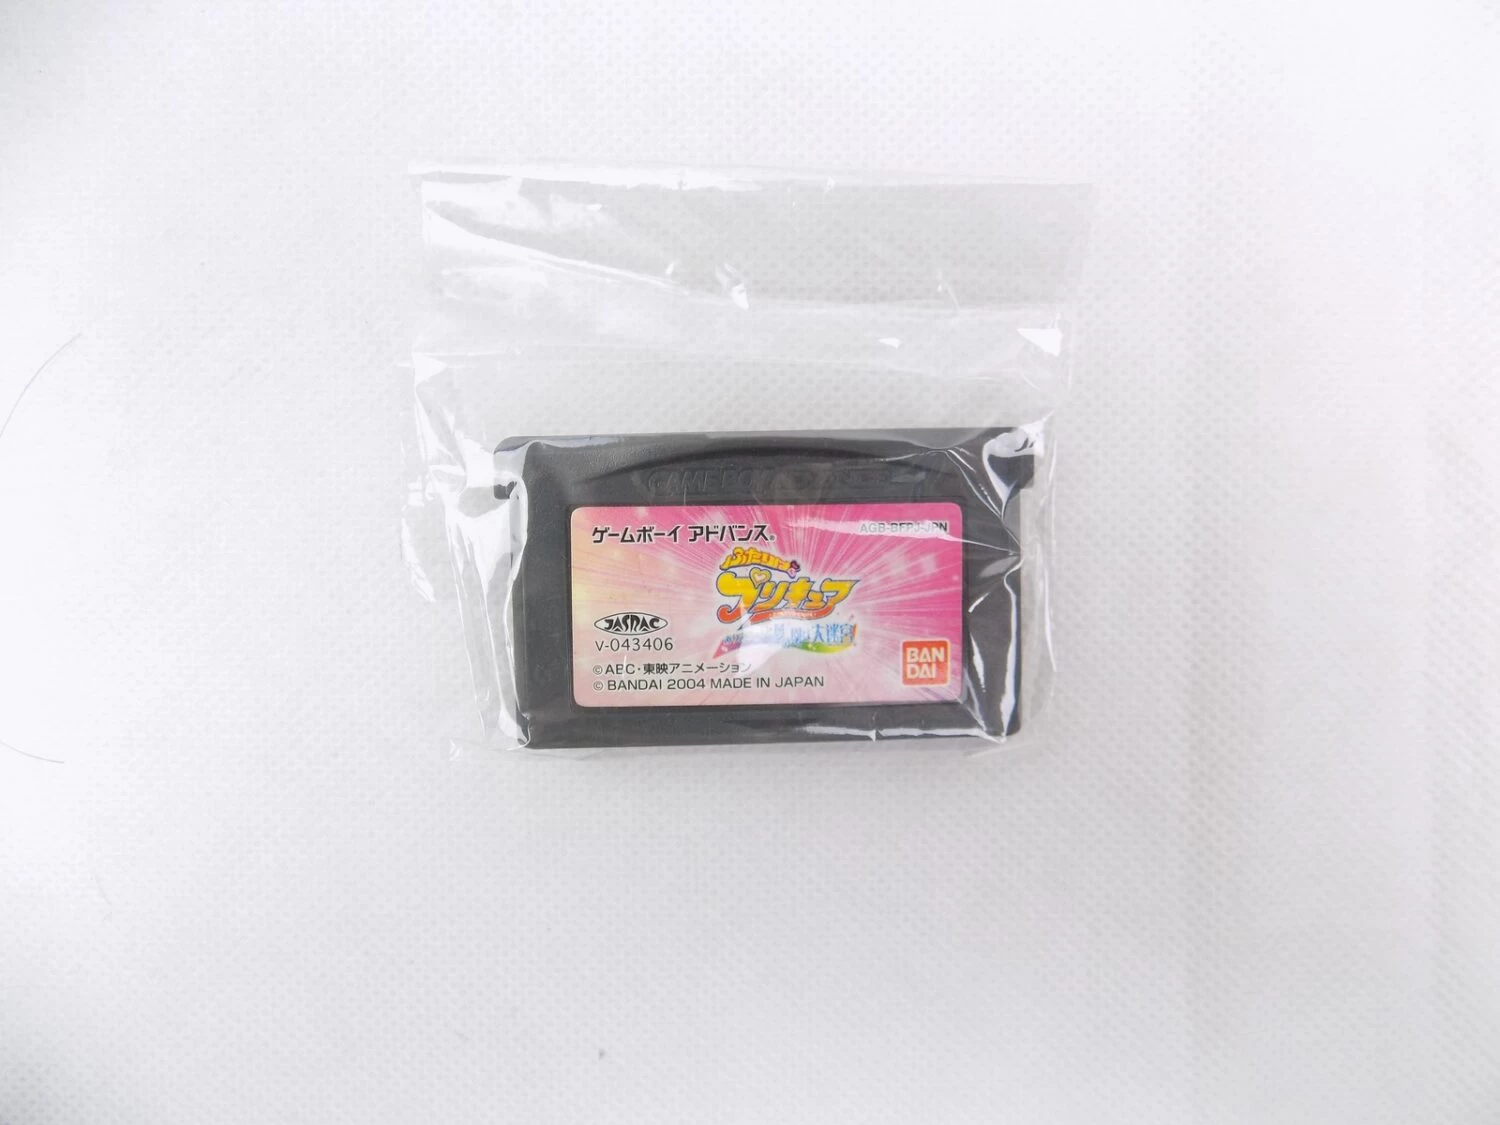 GAME BOY
ゲームボーイ アドバンス®
AGB-BFPJ-JPN
ふたりは
プリキュア
大迷宮
JASRAC
V-043406
©ABC・東映アニメーション
© BANDAI 2004 MADE IN JAPAN
BAN
DAI